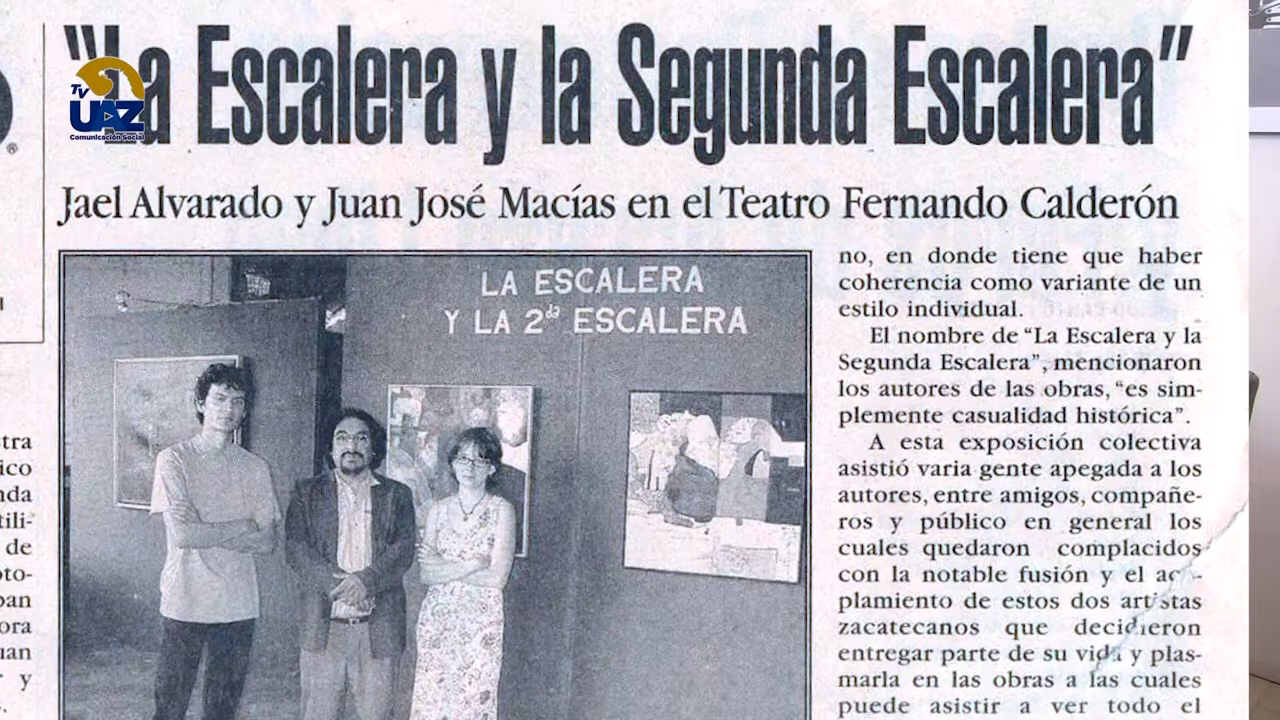 “La Escalera y la Segunda Escalera”
Tv
UAZ
Comunicación Social
Jael Alvarado y Juan José Macías en el Teatro Fernando Calderón
LA ESCALERA
Y LA 2da ESCALERA
no, en donde tiene que haber
coherencia como variante de un
estilo individual.
El nombre de “La Escalera y la
Segunda Escalera”, mencionaron
los autores de las obras, “es sim-
plemente casualidad histórica”.
A esta exposición colectiva
asistió varia gente apegada a los
autores, entre amigos, compañe-
ros y público en general los
cuales quedaron complacidos
con la notable fusión y el aco-
plamiento de estos dos artistas
zacatecanos que decidieron
entregar parte de su vida y plas-
marla en las obras a las cuales
puede asistir a ver todo el
de